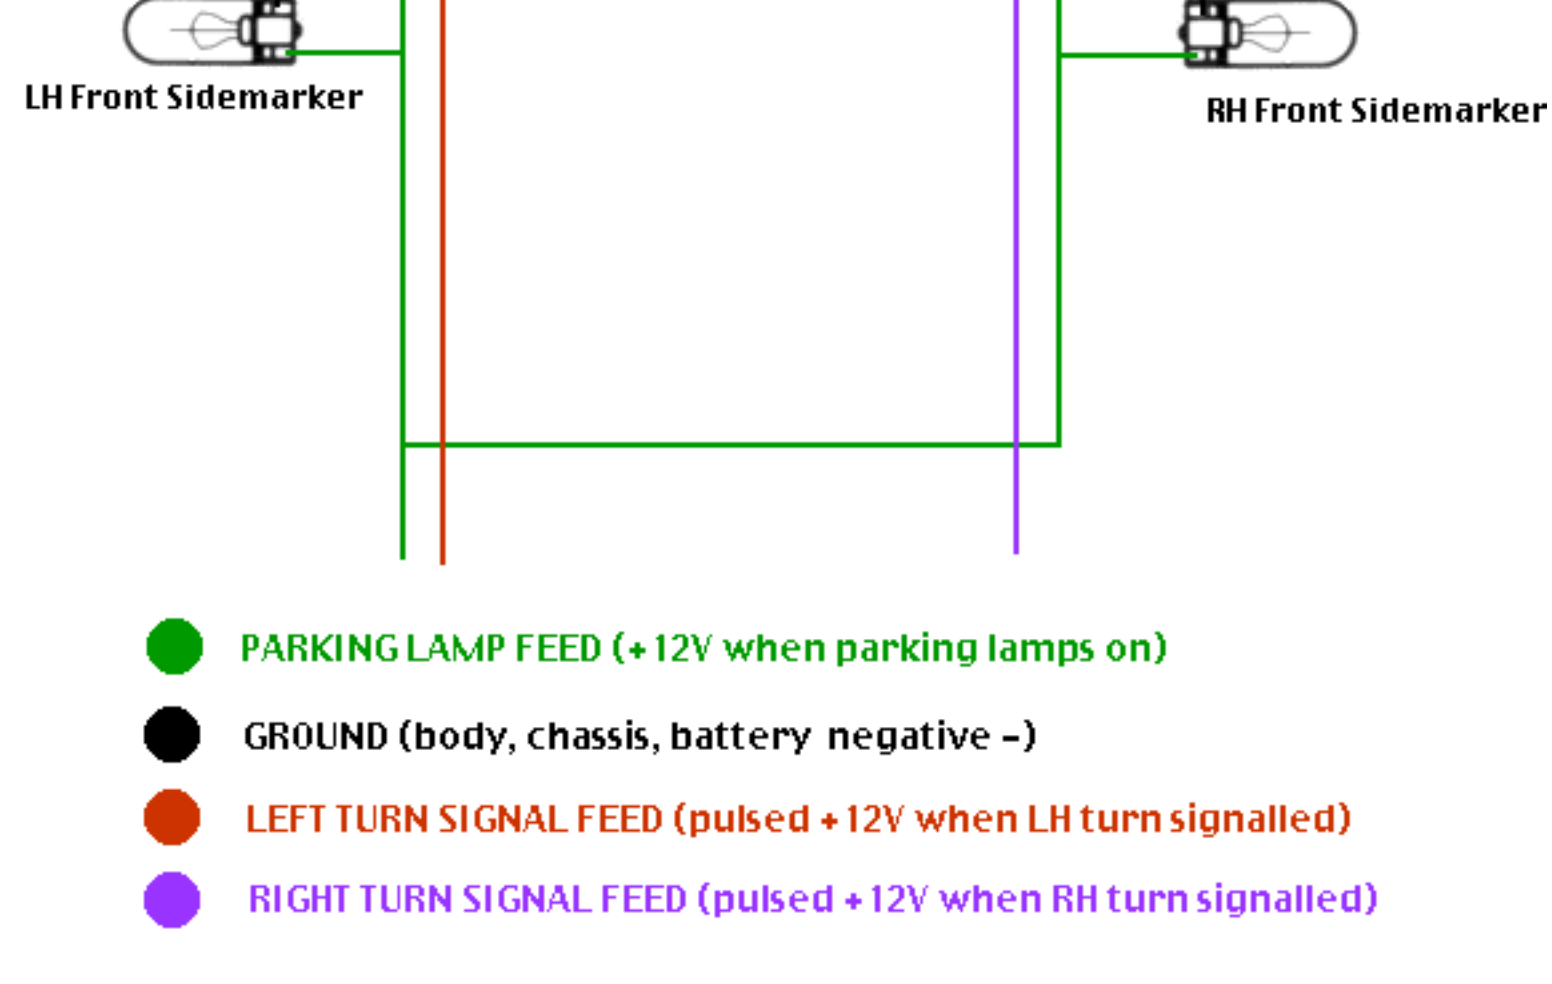 LH Front Sidemarker
RH Front Sidemarker
PARKING LAMP FEED (+12V when parking lamps on)
GROUND (body, chassis, battery negative -)
LEFT TURN SIGNAL FEED (pulsed +12V when LH turn signalled)
RIGHT TURN SIGNAL FEED (pulsed +12V when RH turn signalled)